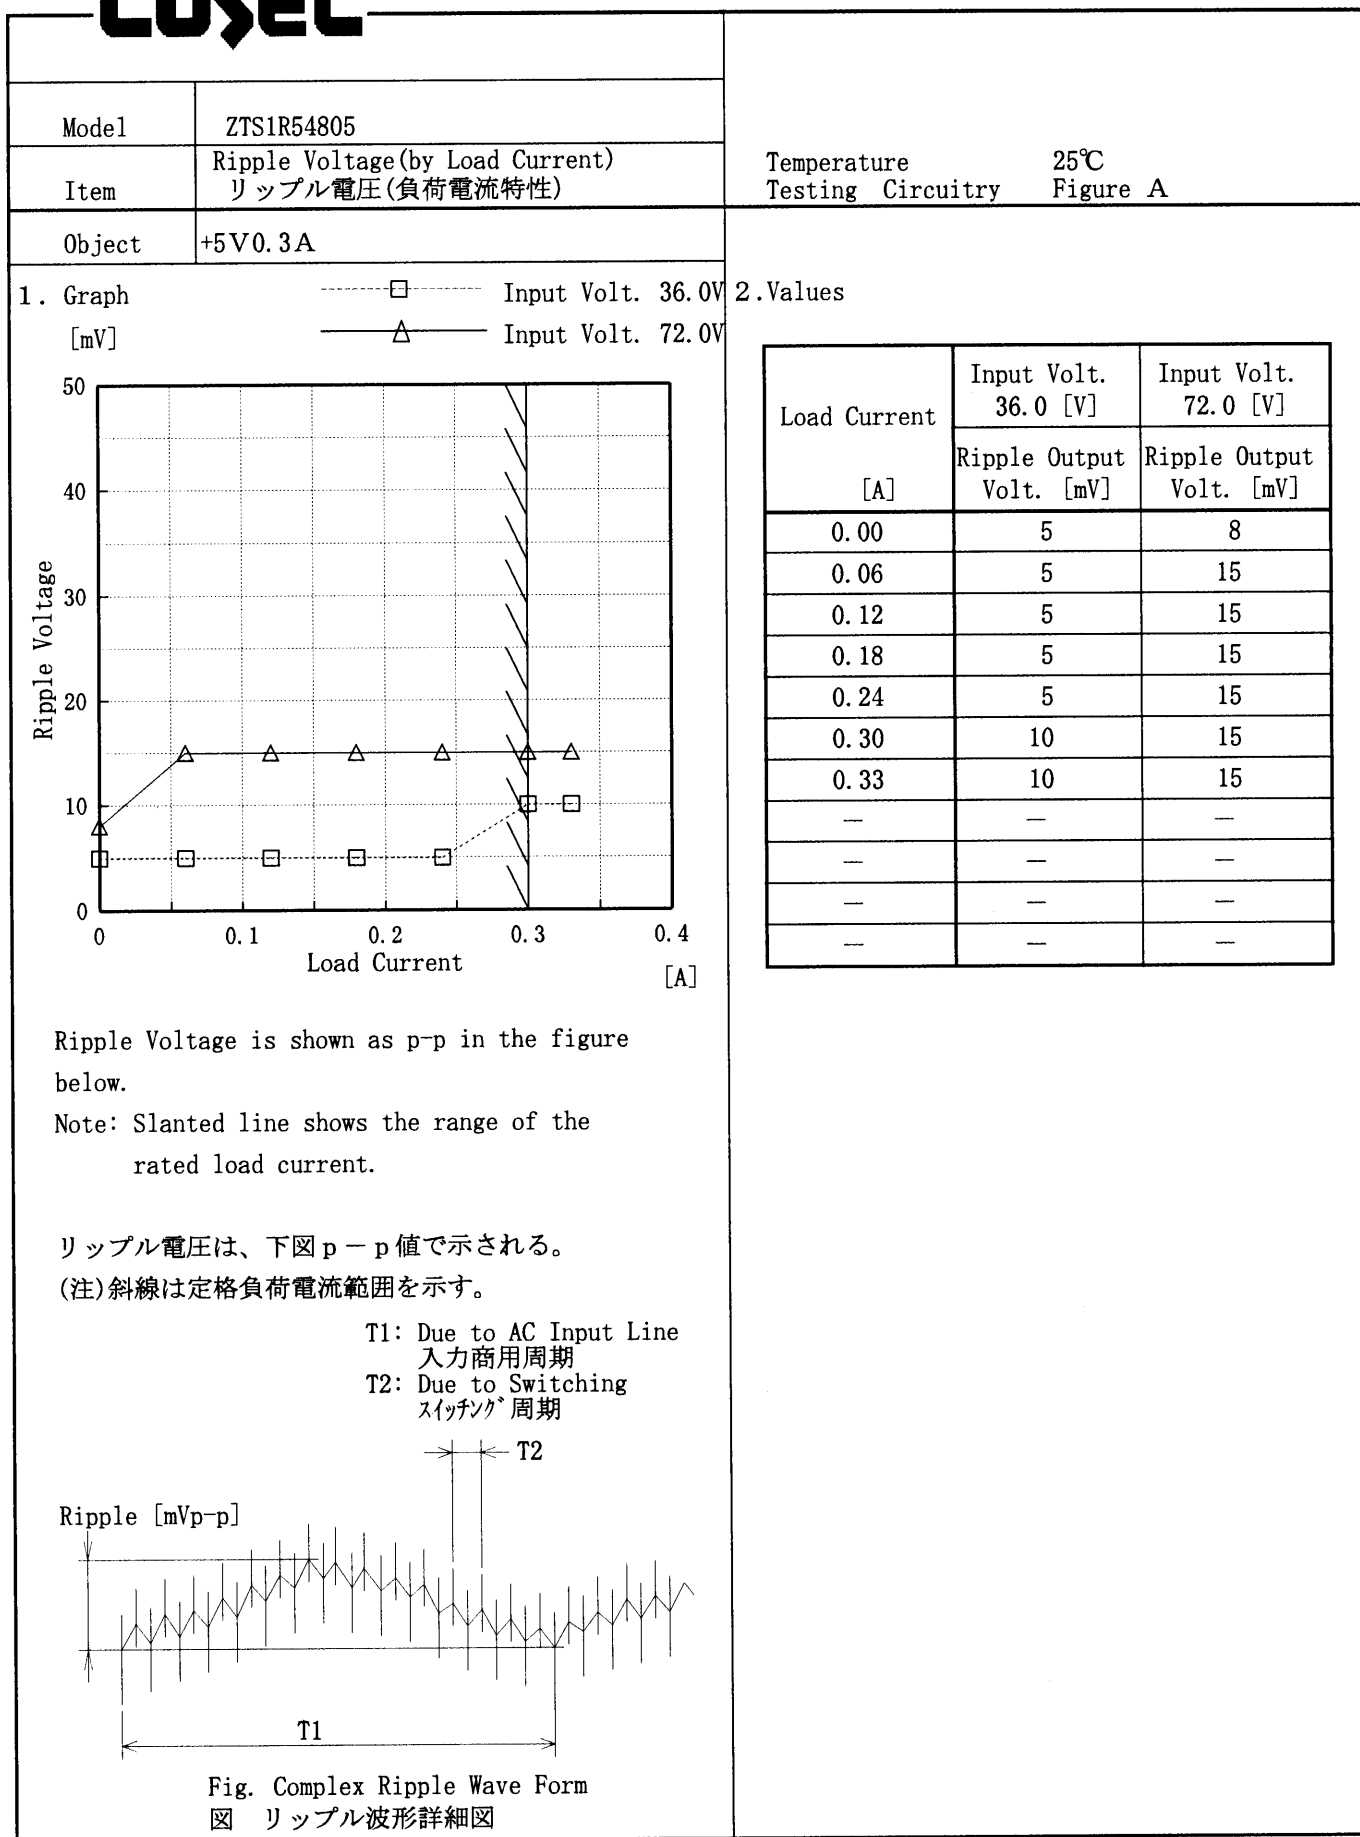 COSEL
Model ZTS1R54805
Item Ripple Voltage(by Load Current)
リップル電圧(負荷電流特性)
Temperature 25℃
Testing Circuitry Figure A
Object +5V0.3A
1. Graph
[mV]
Input Volt. 36.0V
Input Volt. 72.0V
50
40
30
20
10
0
Ripple Voltage
0 0.1 0.2 0.3 0.4
Load Current
[A]
2.Values
Load Current [A]
Input Volt. 36.0 [V]
Input Volt. 72.0 [V]
Ripple Output Volt. [mV]
Ripple Output Volt. [mV]
0.00 5 8
0.06 5 15
0.12 5 15
0.18 5 15
0.24 5 15
0.30 10 15
0.33 10 15
— — —
— — —
— — —
— — —
Ripple Voltage is shown as p-p in the figure
below.
Note: Slanted line shows the range of the
rated load current.
リップル電圧は、下図p－p値で示される。
(注)斜線は定格負荷電流範囲を示す。
T1: Due to AC Input Line
入力商用周期
T2: Due to Switching
ｽｲｯﾁﾝｸﾞ周期
T2
Ripple [mVp-p]
T1
Fig. Complex Ripple Wave Form
図 リップル波形詳細図